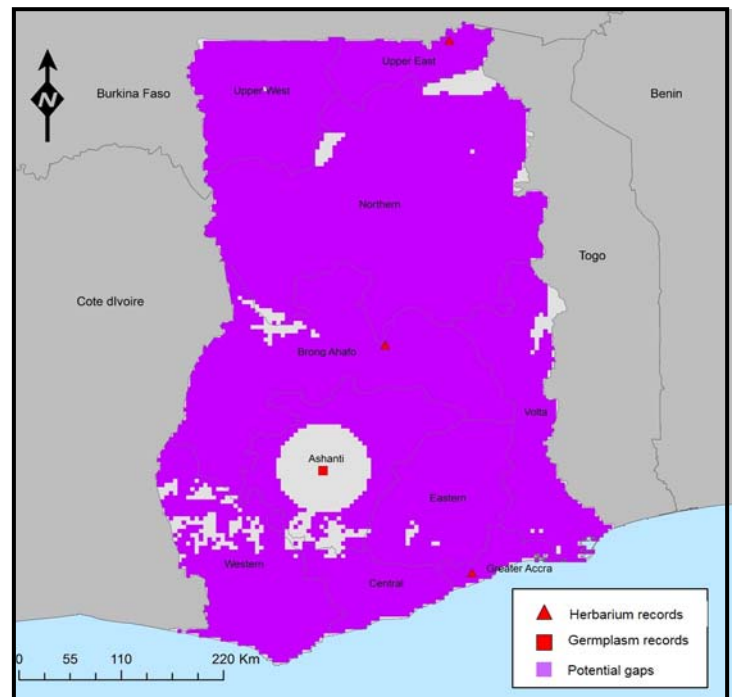 Upper East
Burkina Faso
Upper West
Benin
N
Northern
Togo
Cote dIvoire
Brong Ahafo
Volta
Ashanti
Eastern
Western
Greater Accra
Central
Herbarium records
Germplasm records
Potential gaps
0 55 110 220 Km